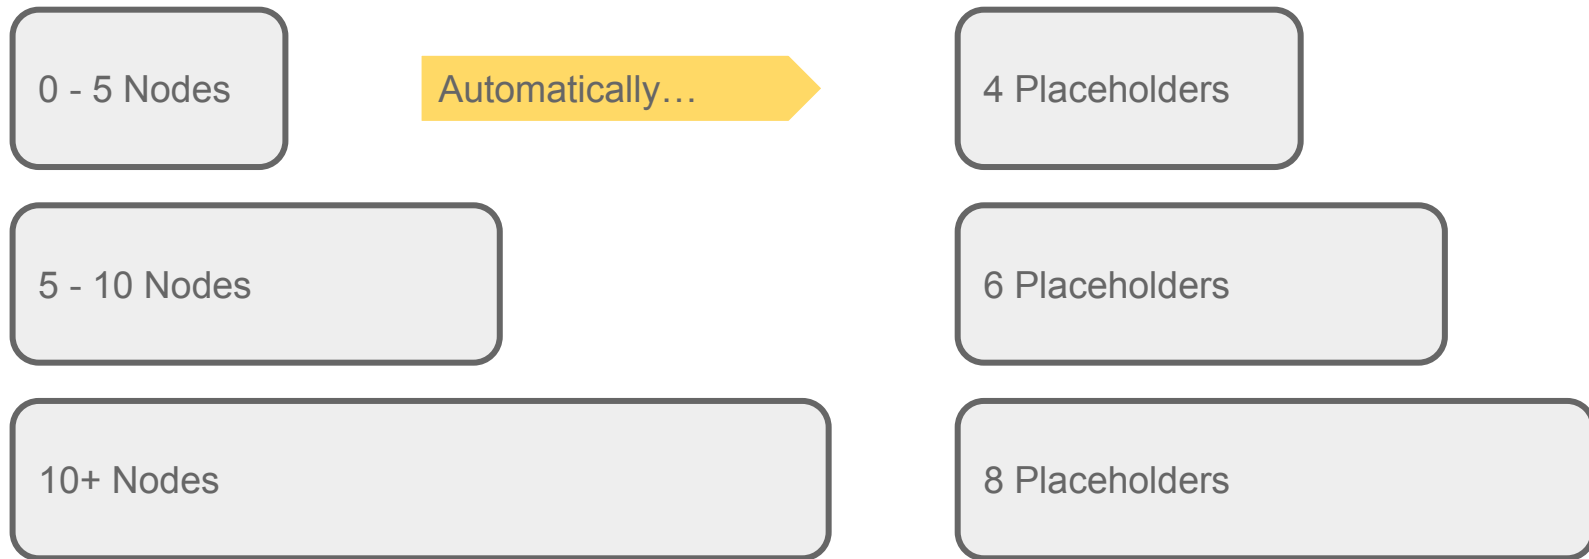 0 - 5 Nodes
Automatically…
4 Placeholders
5 - 10 Nodes
6 Placeholders
10+ Nodes
8 Placeholders